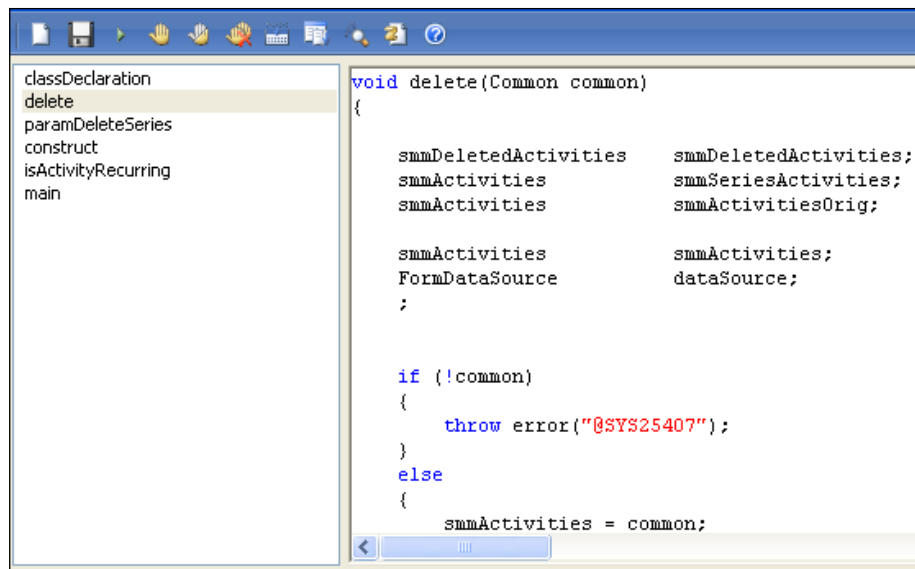 classDeclaration
delete
paramDeleteSeries
construct
isActivityRecurring
main
void delete(Common common)
{
smmDeletedActivities smmDeletedActivities;
smmActivities smmSeriesActivities;
smmActivities smmActivitiesOrig;
smmActivities smmActivities;
FormDataSource dataSource;
;
if (!common)
{
throw error("@SYS25407");
}
else
{
smmActivities = common;